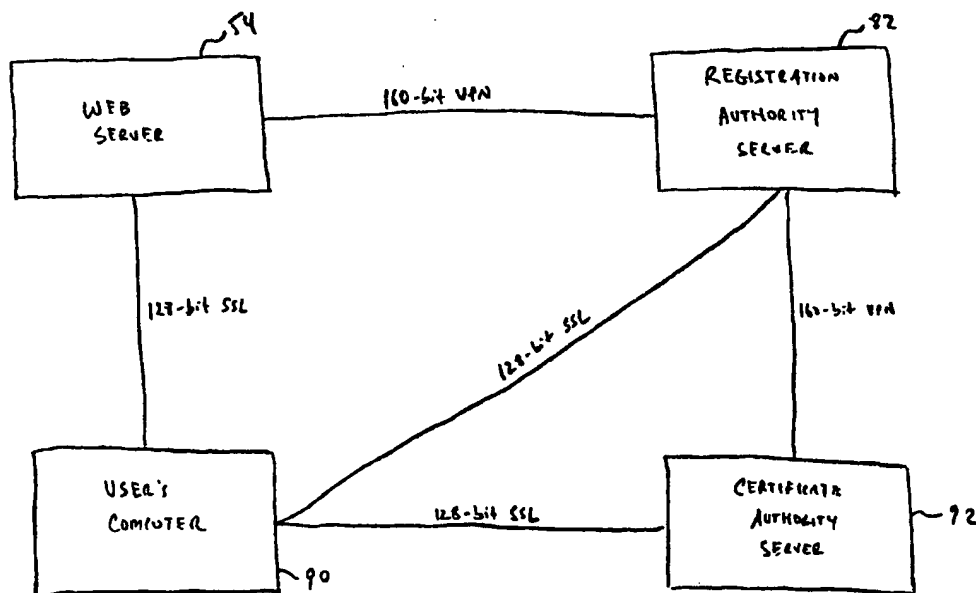 54
82
WEB
SERVER
160-bit VPN
REGISTRATION
AUTHORITY
SERVER
128-bit SSL
128-bit SSL
160-bit VPN
USER'S
COMPUTER
128-bit SSL
CERTIFICATE
AUTHORITY
SERVER
92
90